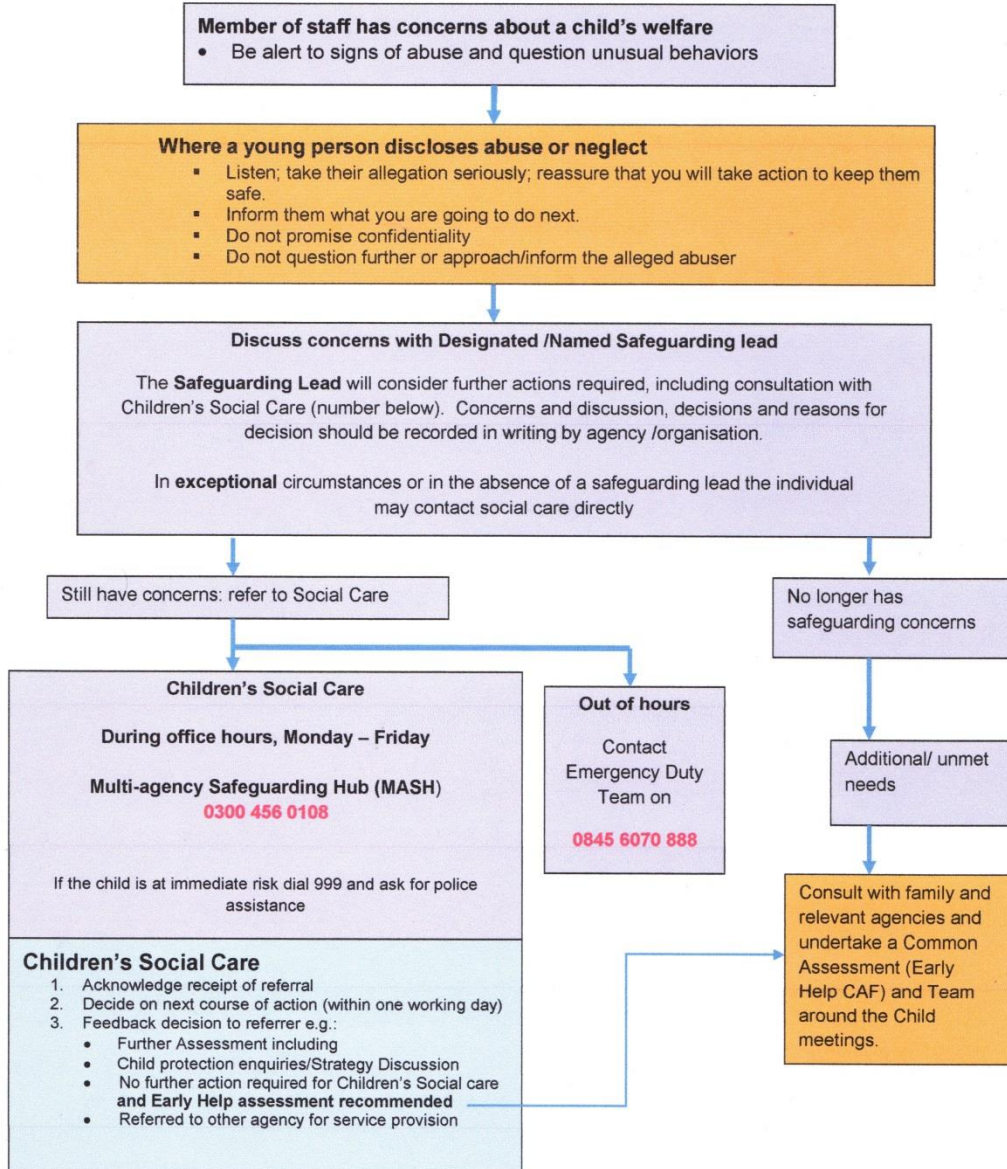 Member of staff has concerns about a child's welfare
• Be alert to signs of abuse and question unusual behaviors
Where a young person discloses abuse or neglect
▪ Listen; take their allegation seriously; reassure that you will take action to keep them
safe.
▪ Inform them what you are going to do next.
▪ Do not promise confidentiality
▪ Do not question further or approach/inform the alleged abuser
Discuss concerns with Designated /Named Safeguarding lead
The Safeguarding Lead will consider further actions required, including consultation with
Children's Social Care (number below). Concerns and discussion, decisions and reasons for
decision should be recorded in writing by agency /organisation.
In exceptional circumstances or in the absence of a safeguarding lead the individual
may contact social care directly
Still have concerns: refer to Social Care
No longer has
safeguarding concerns
Children's Social Care
During office hours, Monday – Friday
Multi-agency Safeguarding Hub (MASH)
0300 456 0108
If the child is at immediate risk dial 999 and ask for police
assistance
Out of hours
Contact
Emergency Duty
Team on
0845 6070 888
Additional/ unmet
needs
Consult with family and
relevant agencies and
undertake a Common
Assessment (Early
Help CAF) and Team
around the Child
meetings.
Children's Social Care
1. Acknowledge receipt of referral
2. Decide on next course of action (within one working day)
3. Feedback decision to referrer e.g.:
• Further Assessment including
• Child protection enquiries/Strategy Discussion
• No further action required for Children's Social care
and Early Help assessment recommended
• Referred to other agency for service provision